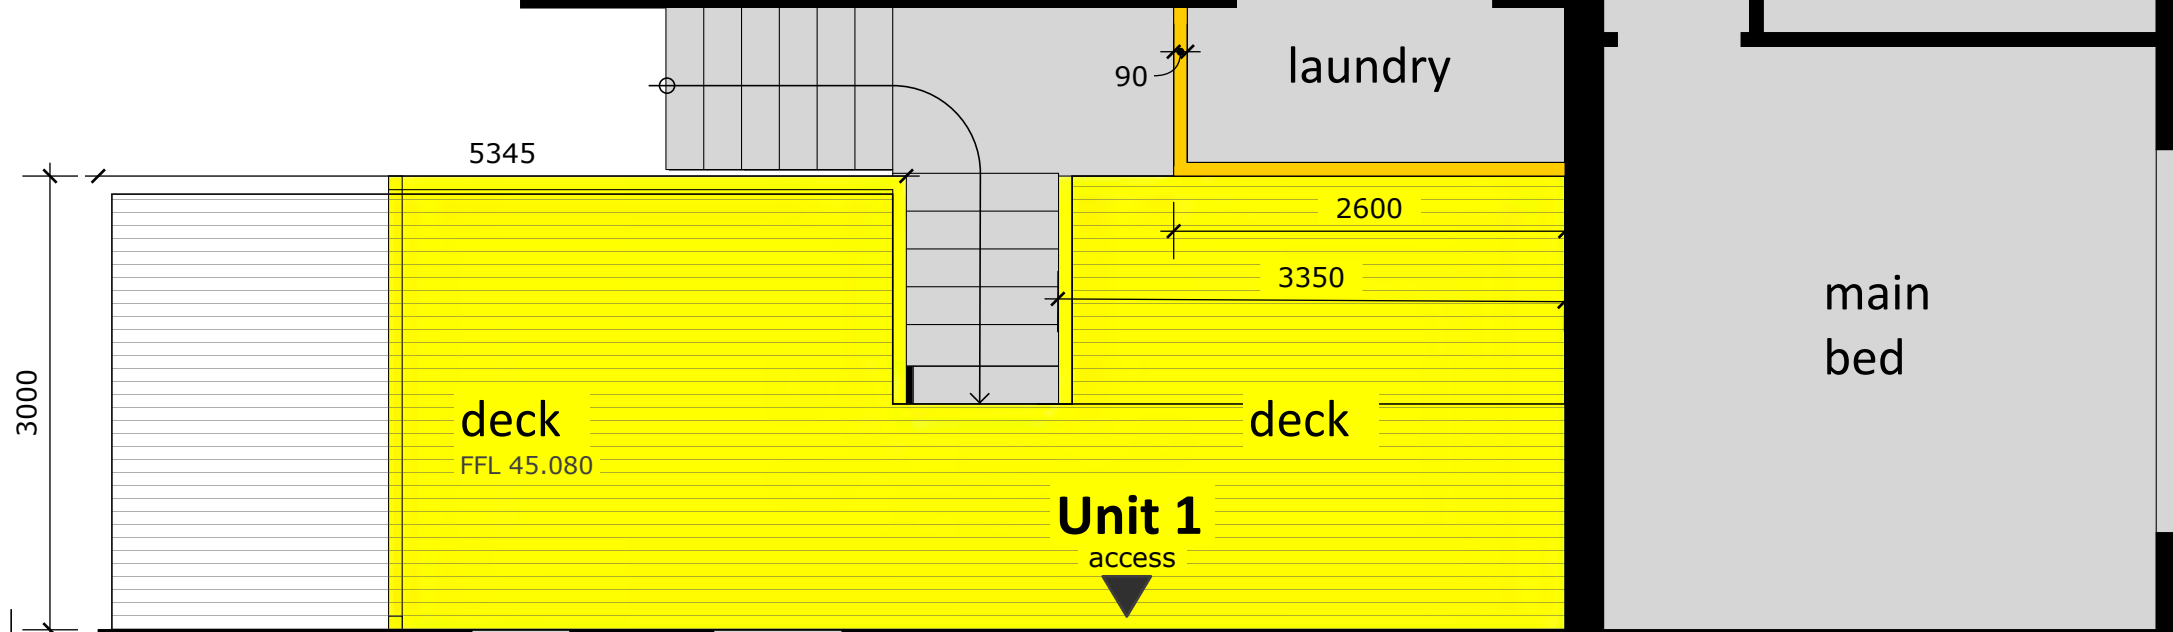 laundry
90
5345
2600
3350
main
bed
3000
deck
FFL 45.080
deck
Unit 1
access